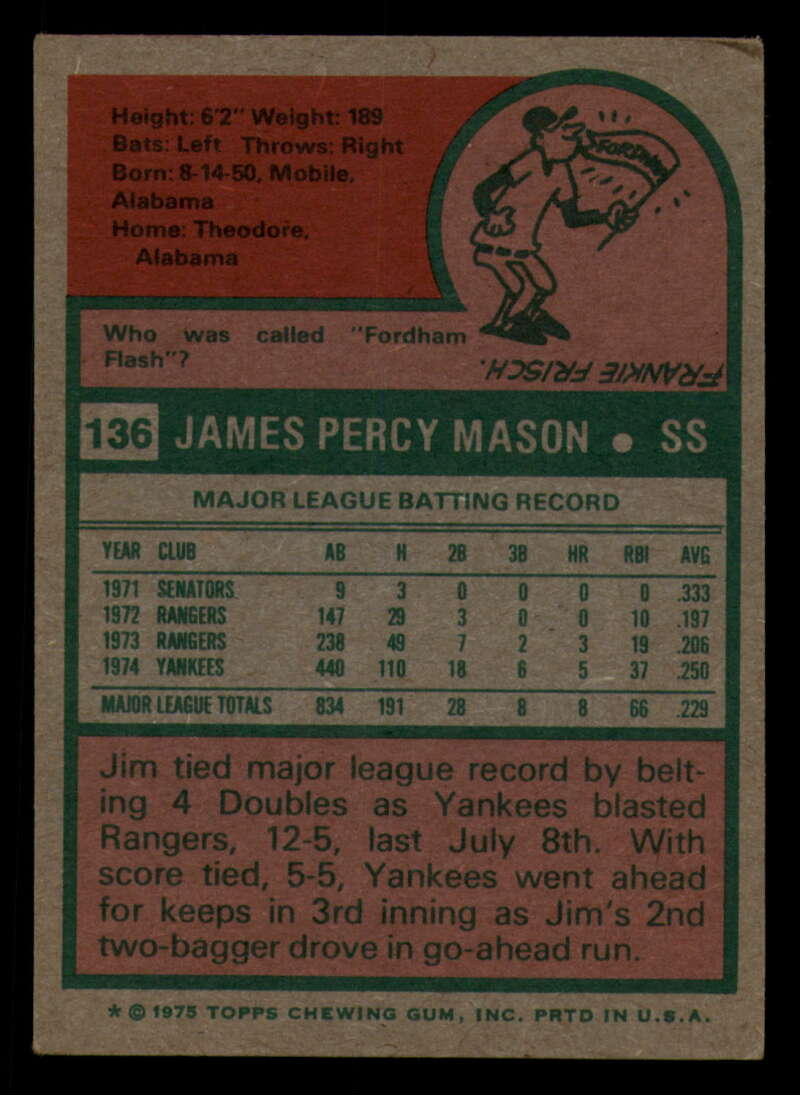 Height: 6'2" Weight: 189
Bats: Left Throws: Right
Born: 8-14-50, Mobile,
Alabama
Home: Theodore,
Alabama
FORDHAM
Who was called "Fordham
Flash"?
FRANKIE FRISCH.
136 JAMES PERCY MASON • SS
MAJOR LEAGUE BATTING RECORD
YEAR CLUB AB H 2B 3B HR RBI AVG
1971 SENATORS 9 3 0 0 0 0 .333
1972 RANGERS 147 29 3 0 0 10 .197
1973 RANGERS 238 49 7 2 3 19 .206
1974 YANKEES 440 110 18 6 5 37 .250
MAJOR LEAGUE TOTALS 834 191 28 8 8 66 .229
Jim tied major league record by belt-
ing 4 Doubles as Yankees blasted
Rangers, 12-5, last July 8th. With
score tied, 5-5, Yankees went ahead
for keeps in 3rd inning as Jim's 2nd
two-bagger drove in go-ahead run.
* © 1975 TOPPS CHEWING GUM, INC. PRTD IN U.S.A.